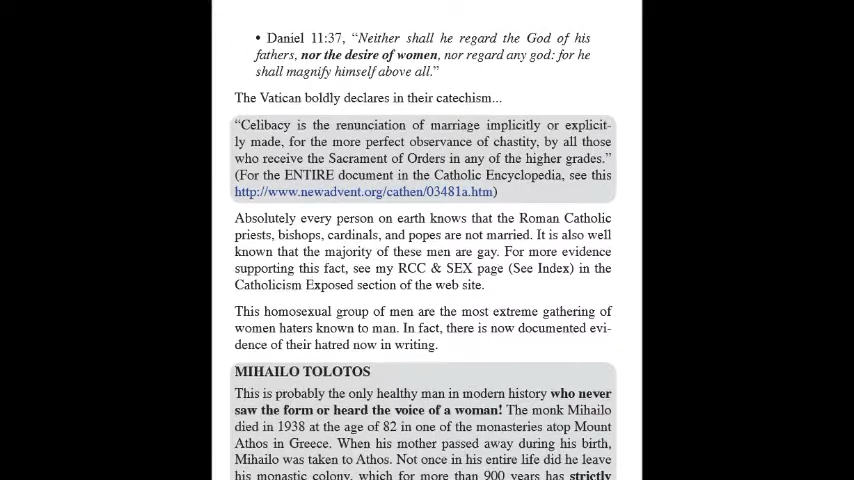 • Daniel 11:37, “Neither shall he regard the God of his
fathers, nor the desire of women, nor regard any god: for he
shall magnify himself above all.”
The Vatican boldly declares in their catechism...
“Celibacy is the renunciation of marriage implicitly or explicit-
ly made, for the more perfect observance of chastity, by all those
who receive the Sacrament of Orders in any of the higher grades.”
(For the ENTIRE document in the Catholic Encyclopedia, see this
http://www.newadvent.org/cathen/03481a.htm)
Absolutely every person on earth knows that the Roman Catholic
priests, bishops, cardinals, and popes are not married. It is also well
known that the majority of these men are gay. For more evidence
supporting this fact, see my RCC & SEX page (See Index) in the
Catholicism Exposed section of the web site.
This homosexual group of men are the most extreme gathering of
women haters known to man. In fact, there is now documented evi-
dence of their hatred now in writing.
MIHAILO TOLOTOS
This is probably the only healthy man in modern history who never
saw the form or heard the voice of a woman! The monk Mihailo
died in 1938 at the age of 82 in one of the monasteries atop Mount
Athos in Greece. When his mother passed away during his birth,
Mihailo was taken to Athos. Not once in his entire life did he leave
his monastic colony, which for more than 900 years has strictly